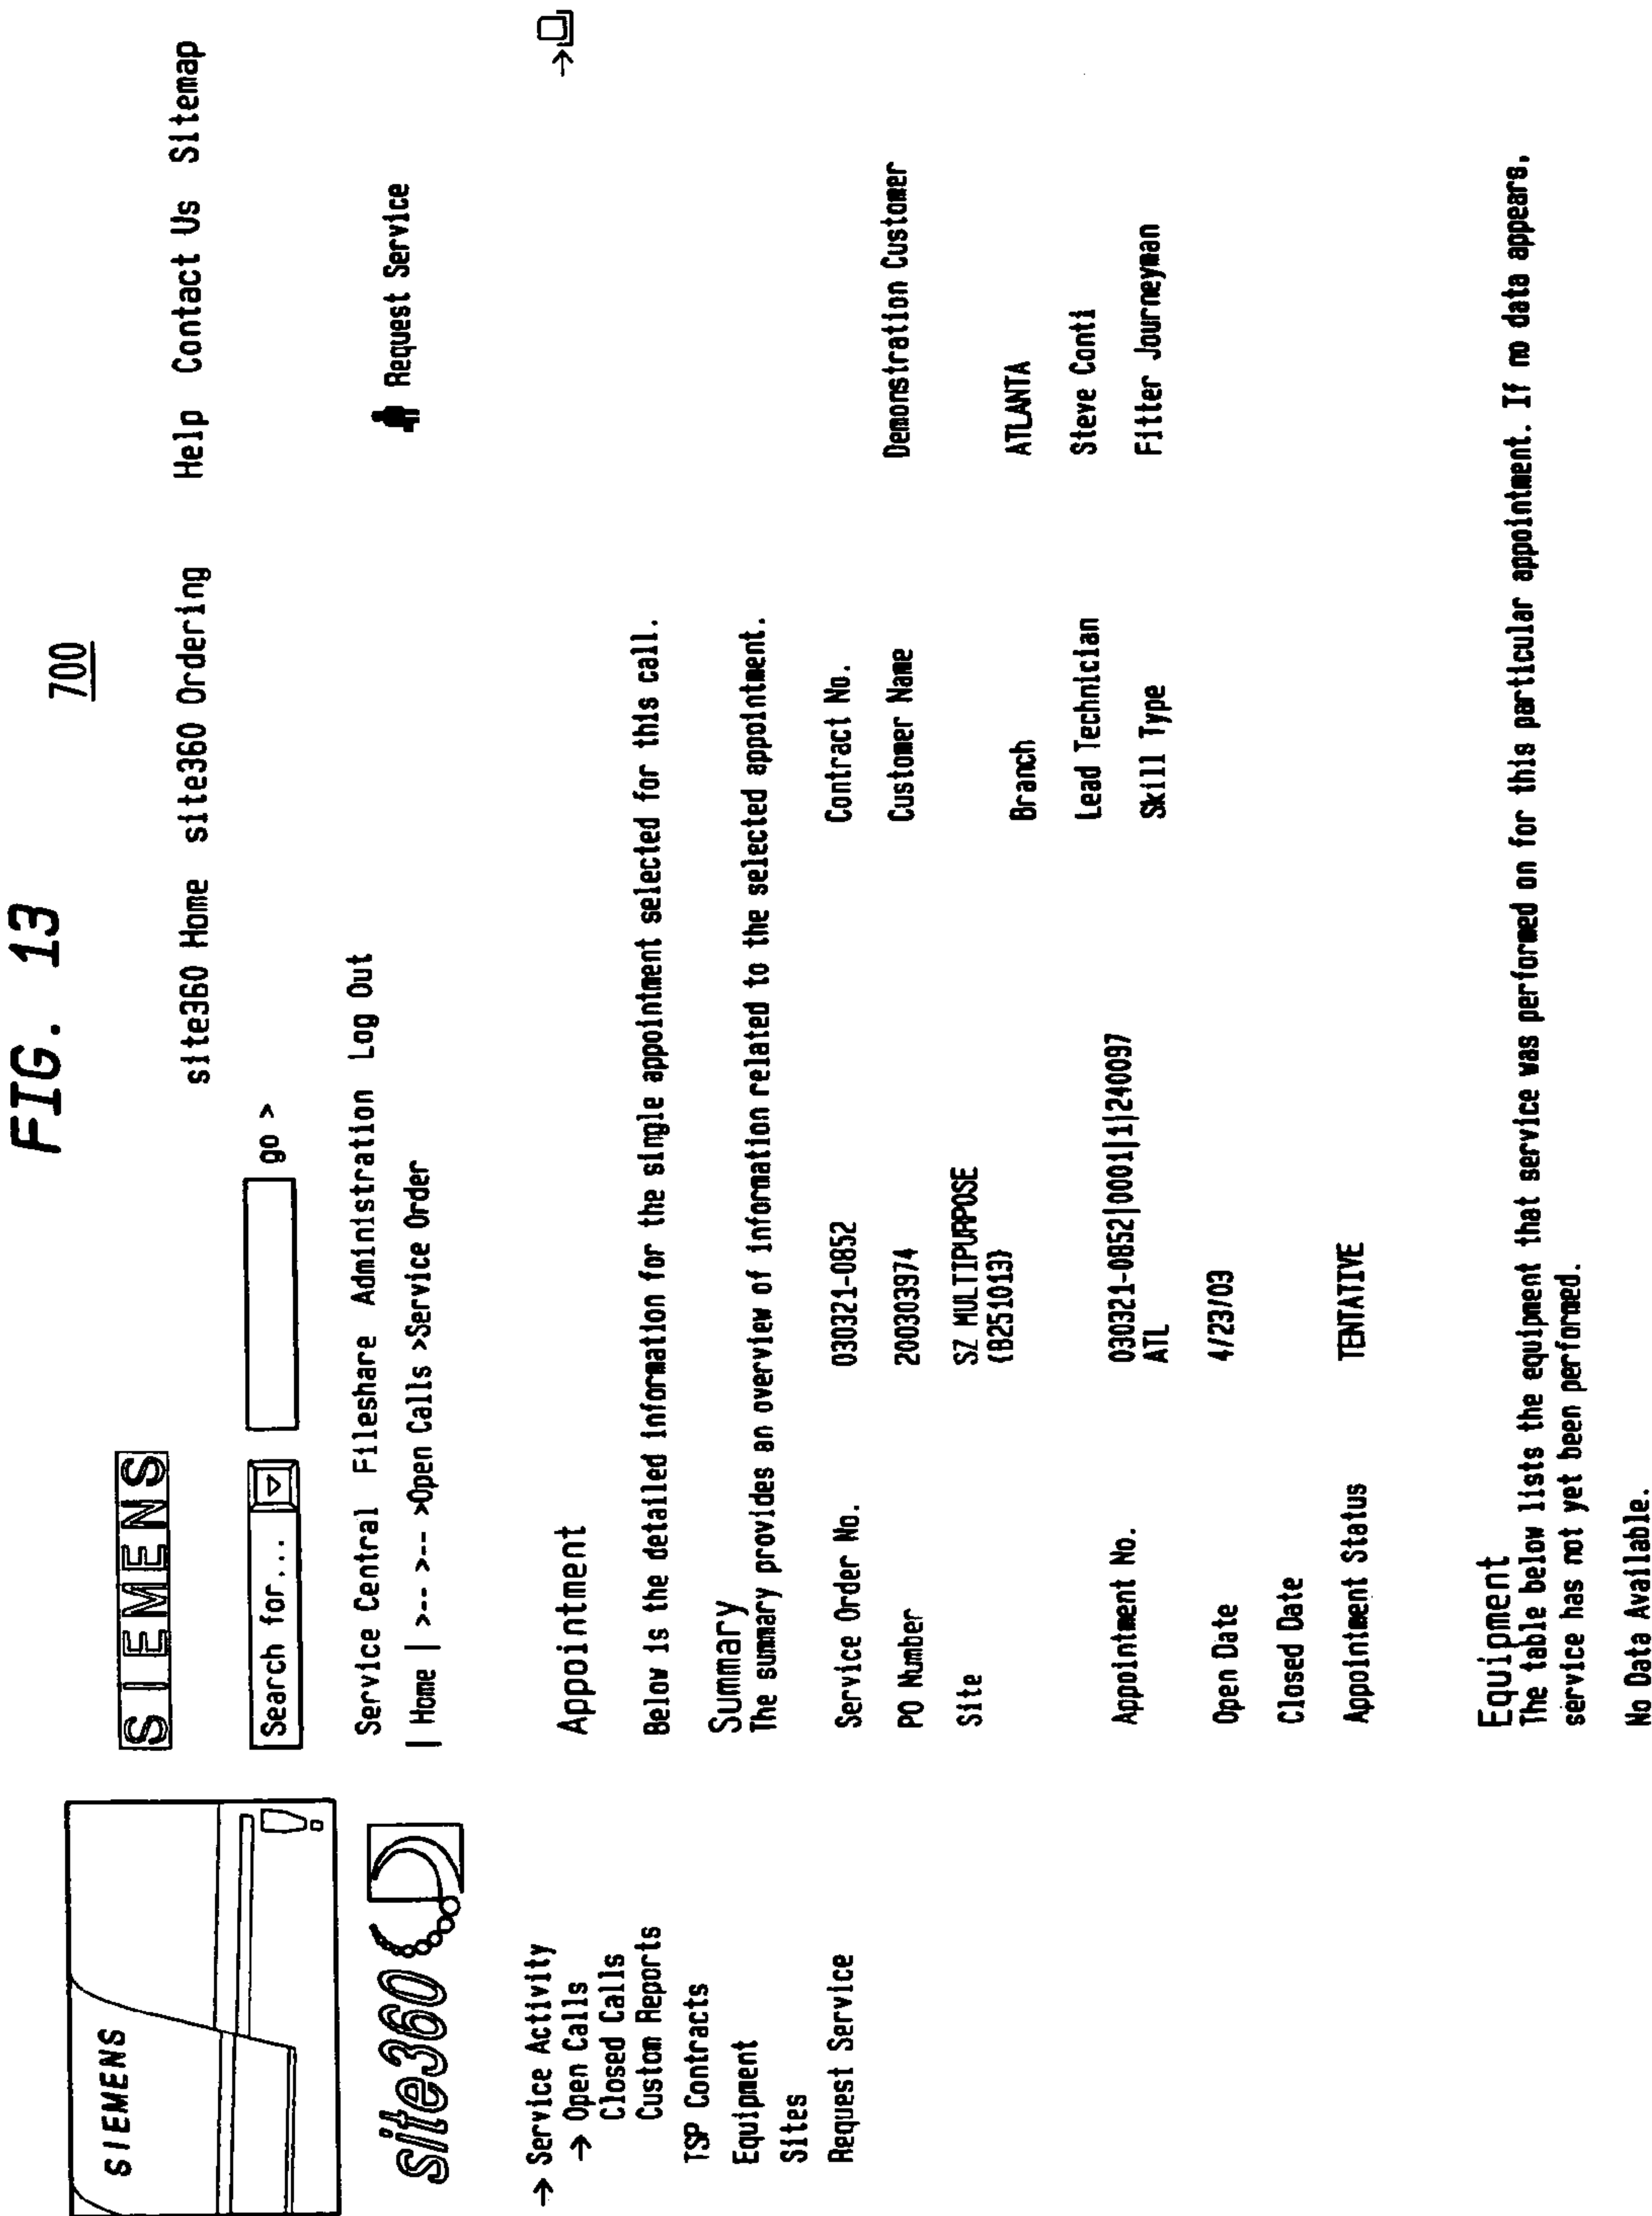 FIG. 13
700
SIEMENS
SIEMENS
site360 Home site360 Ordering Help Contact Us Sitemap
Search for... go >
site360
Service Central Fileshare Administration Log Out
Request Service
| Home | >-- >-- >Open Calls >Service Order
→ Service Activity
→ Open Calls
Closed Calls
Custom Reports
TSP Contracts
Equipment
Sites
Request Service
Appointment
Below is the detailed information for the single appointment selected for this call.
Summary
The summary provides an overview of information related to the selected appointment.
Service Order No. 030321-0852 Contract No.
PO Number 200303974 Customer Name Demonstration Customer
Site SZ MULTIPURPOSE
(B251013)
Branch ATLANTA
Lead Technician Steve Conti
Appointment No. 030321-0852|0001|1|240097 Skill Type Fitter Journeyman
ATL
Open Date 4/23/03
Closed Date
Appointment Status TENTATIVE
Equipment
The table below lists the equipment that service was performed on for this particular appointment. If no data appears,
service has not yet been performed.
No Data Available.